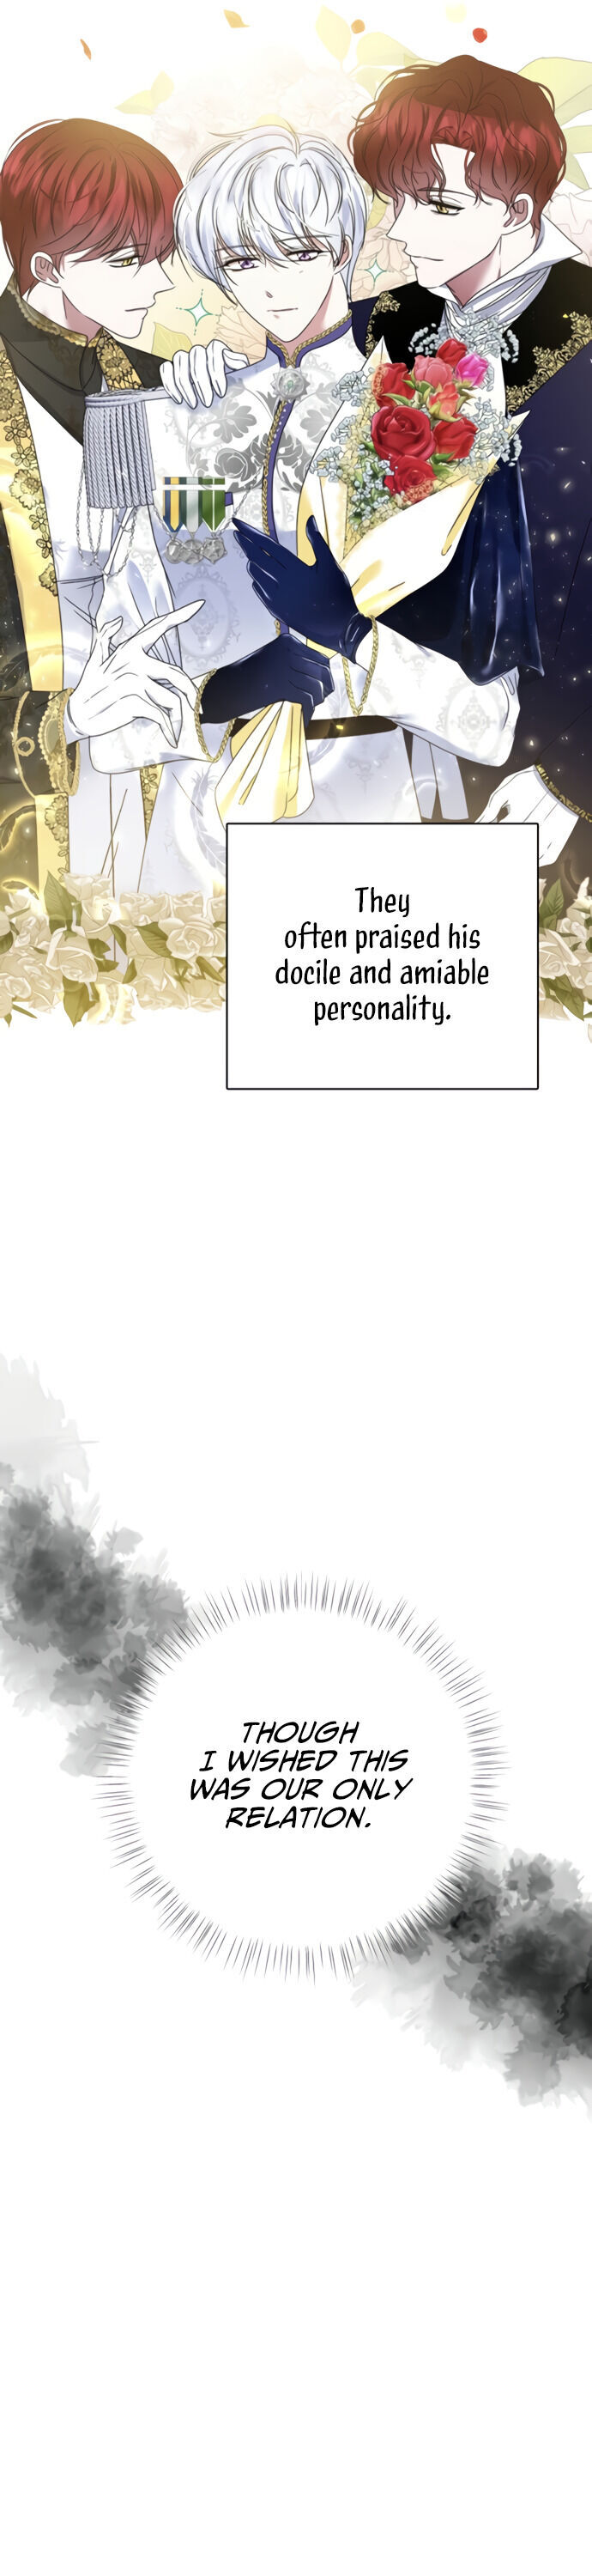 They
often praised his
docile and amiable
personality.
THOUGH
I WISHED THIS
WAS OUR ONLY
RELATION.